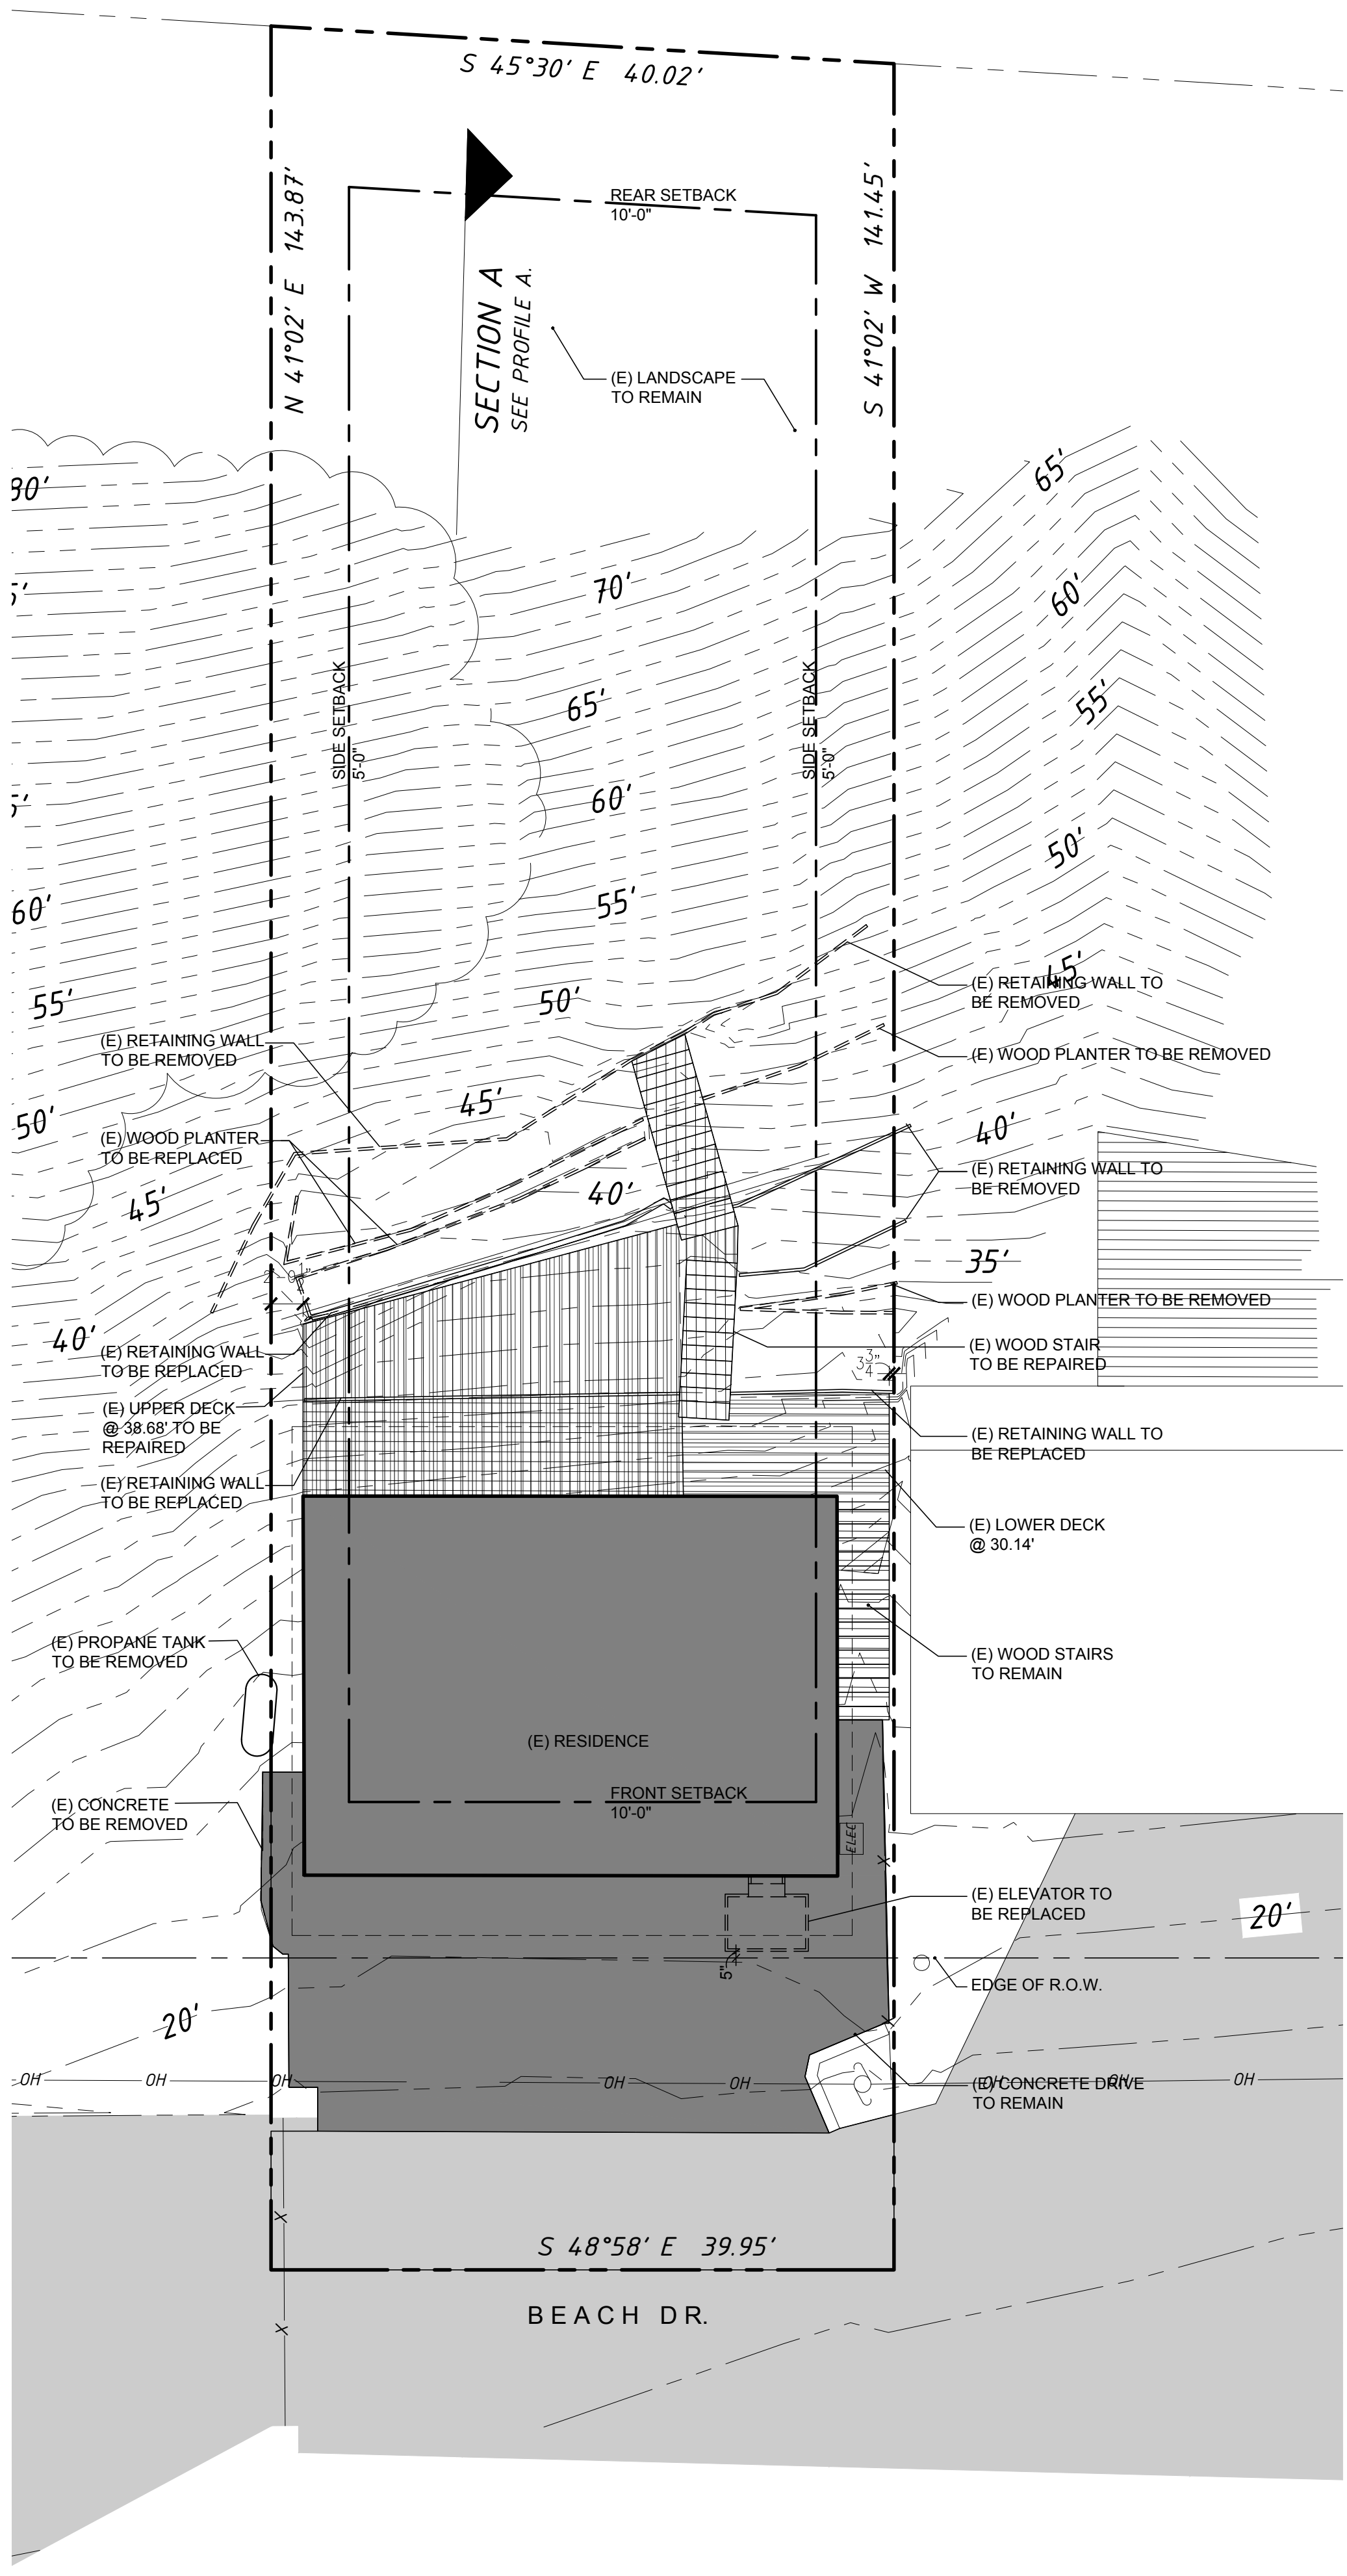 S 45°30' E 40.02'
N 41°02' E 143.87'
S 41°02' W 141.45'
REAR SETBACK
10'-0"
SECTION A
SEE PROFILE A.
(E) LANDSCAPE
TO REMAIN
65'
60'
55'
50'
45'
40'
35'
70'
65'
60'
55'
50'
45'
40'
60'
55'
50'
45'
40'
SIDE SETBACK
5'-0"
SIDE SETBACK
5'-0"
(E) RETAINING WALL TO
BE REMOVED
(E) WOOD PLANTER TO BE REMOVED
(E) RETAINING WALL
TO BE REMOVED
(E) WOOD PLANTER
TO BE REPLACED
(E) RETAINING WALL TO
BE REMOVED
(E) WOOD PLANTER TO BE REMOVED
(E) WOOD STAIR
TO BE REPAIRED
3 3/4"
(E) RETAINING WALL
TO BE REPLACED
(E) UPPER DECK
@ 38.68' TO BE
REPAIRED
(E) RETAINING WALL
TO BE REPLACED
(E) RETAINING WALL TO
BE REPLACED
(E) LOWER DECK
@ 30.14'
(E) WOOD STAIRS
TO REMAIN
(E) PROPANE TANK
TO BE REMOVED
(E) RESIDENCE
FRONT SETBACK
10'-0"
(E) CONCRETE
TO BE REMOVED
ELEC
X
(E) ELEVATOR TO
BE REPLACED
20'
5"
EDGE OF R.O.W.
20'
X
OH OH OH OH OH OH OH OH
(E) CONCRETE DRIVE
TO REMAIN
X
S 48°58' E 39.95'
X
BEACH DR.